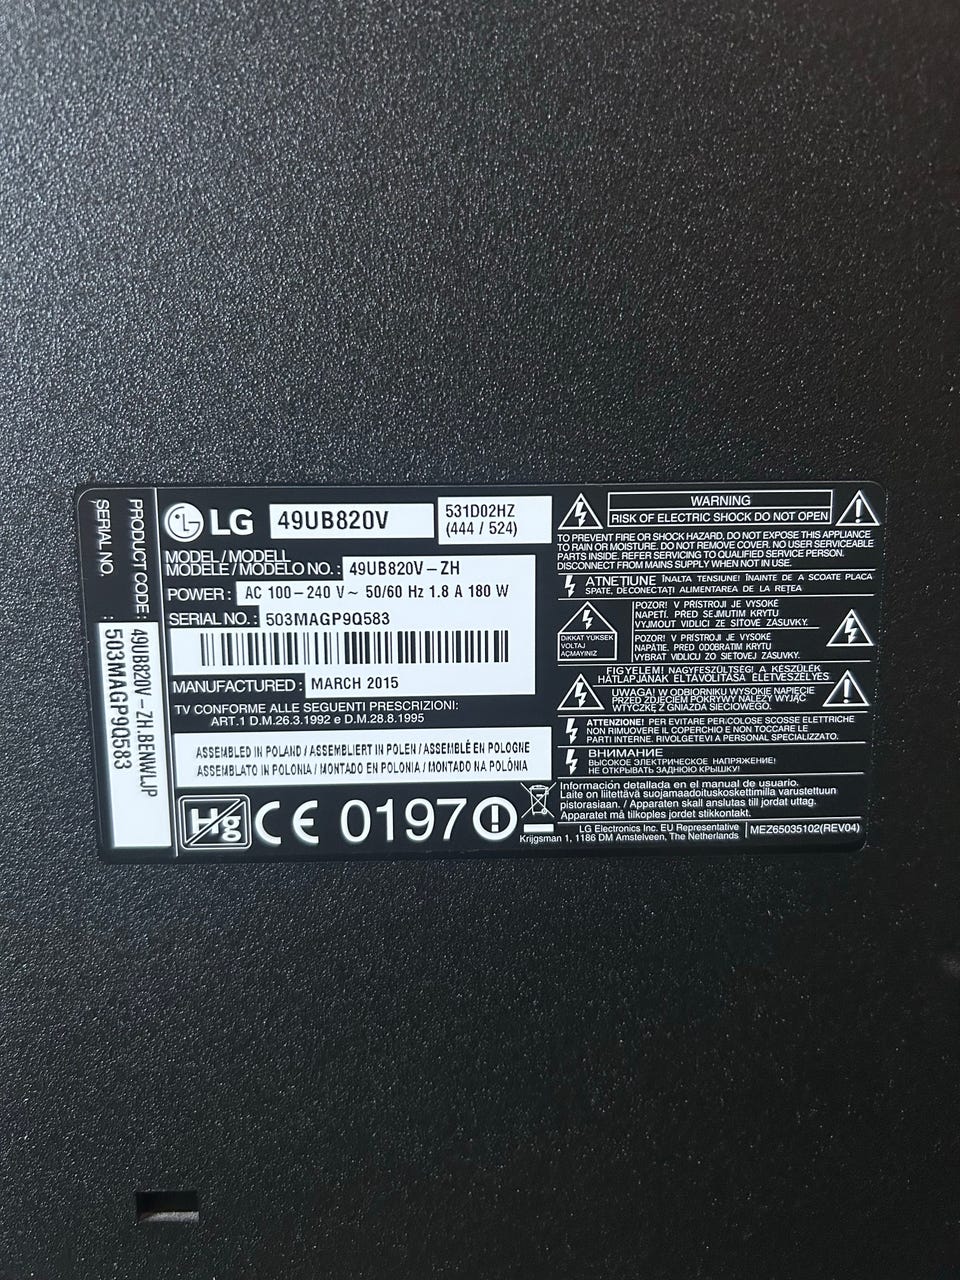 PRODUCT CODE : 49UB820V - ZH.BENWLJP
SERIAL NO. : 503MAGP9Q583
LG
49UB820V
531D02HZ
(444 / 524)
MODEL / MODELL
MODÈLE / MODELO NO. : 49UB820V - ZH
POWER : AC 100 - 240 V ~ 50/60 Hz 1.8 A 180 W
SERIAL NO. : 503MAGP9Q583
MANUFACTURED : MARCH 2015
TV CONFORME ALLE SEGUENTI PRESCRIZIONI:
ART.1 D.M.26.3.1992 e D.M.28.8.1995
ASSEMBLED IN POLAND / ASSEMBLIERT IN POLEN / ASSEMBLÉ EN POLOGNE
ASSEMBLATO IN POLONIA / MONTADO EN POLONIA / MONTADO NA POLÓNIA
Hg
CE 0197
WARNING
RISK OF ELECTRIC SHOCK DO NOT OPEN
TO PREVENT FIRE OR SHOCK HAZARD. DO NOT EXPOSE THIS APPLIANCE
TO RAIN OR MOISTURE. DO NOT REMOVE COVER. NO USER SERVICEABLE
PARTS INSIDE. REFER SERVICING TO QUALIFIED SERVICE PERSON.
DISCONNECT FROM MAINS SUPPLY WHEN NOT IN USE.
ATNEȚIUNE ÎNALTA TENSIUNE! ÎNAINTE DE A SCOATE PLACA
SPATE, DECONECTAȚI ALIMENTAREA DE LA REȚEA
DİKKAT YÜKSEK
VOLTAJ
AÇMAYINIZ
POZOR! V PŘÍSTROJI JE VYSOKÉ
NAPĚTÍ. PŘED SEJMUTÍM KRYTU
VYJMOUT VIDLICI ZE SÍŤOVÉ ZÁSUVKY.
POZOR! V PRÍSTROJI JE VYSOKÉ
NAPÄTIE. PRED ODOBRATÍM KRYTU
VYBRAŤ VIDLICU ZO SIEŤOVEJ ZÁSUVKY.
FIGYELEM! NAGYFESZÜLTSÉG! A KÉSZÜLÉK
HÁTLAPJÁNAK ELTÁVOLÍTÁSA ÉLETVESZÉLYES
UWAGA! W ODBIORNIKU WYSOKIE NAPIĘCIE
PRZED ZDJĘCIEM POKRYWY NALEŻY WYJĄĆ
WTYCZKĘ Z GNIAZDA SIECIOWEGO.
ATTENZIONE! PER EVITARE PERICOLOSE SCOSSE ELETTRICHE
NON RIMUOVERE IL COPERCHIO E NON TOCCARE LE
PARTI INTERNE. RIVOLGETEVI A PERSONAL SPECIALIZZATO.
ВНИМАНИЕ
ВЫСОКОЕ ЭЛЕКТРИЧЕСКОЕ НАПРЯЖЕНИЕ!
НЕ ОТКРЫВАТЬ ЗАДНЮЮ КРЫШКУ!
Información detallada en el manual de usuario.
Laite on liitettävä suojamaadoituskoskettimilla varustettuun
pistorasiaan. / Apparaten skall anslutas till jordat uttag.
Apparatet må tilkoples jordet stikkontakt.
LG Electronics Inc. EU Representative
Krijgsman 1, 1186 DM Amstelveen, The Netherlands
MEZ65035102(REV04)